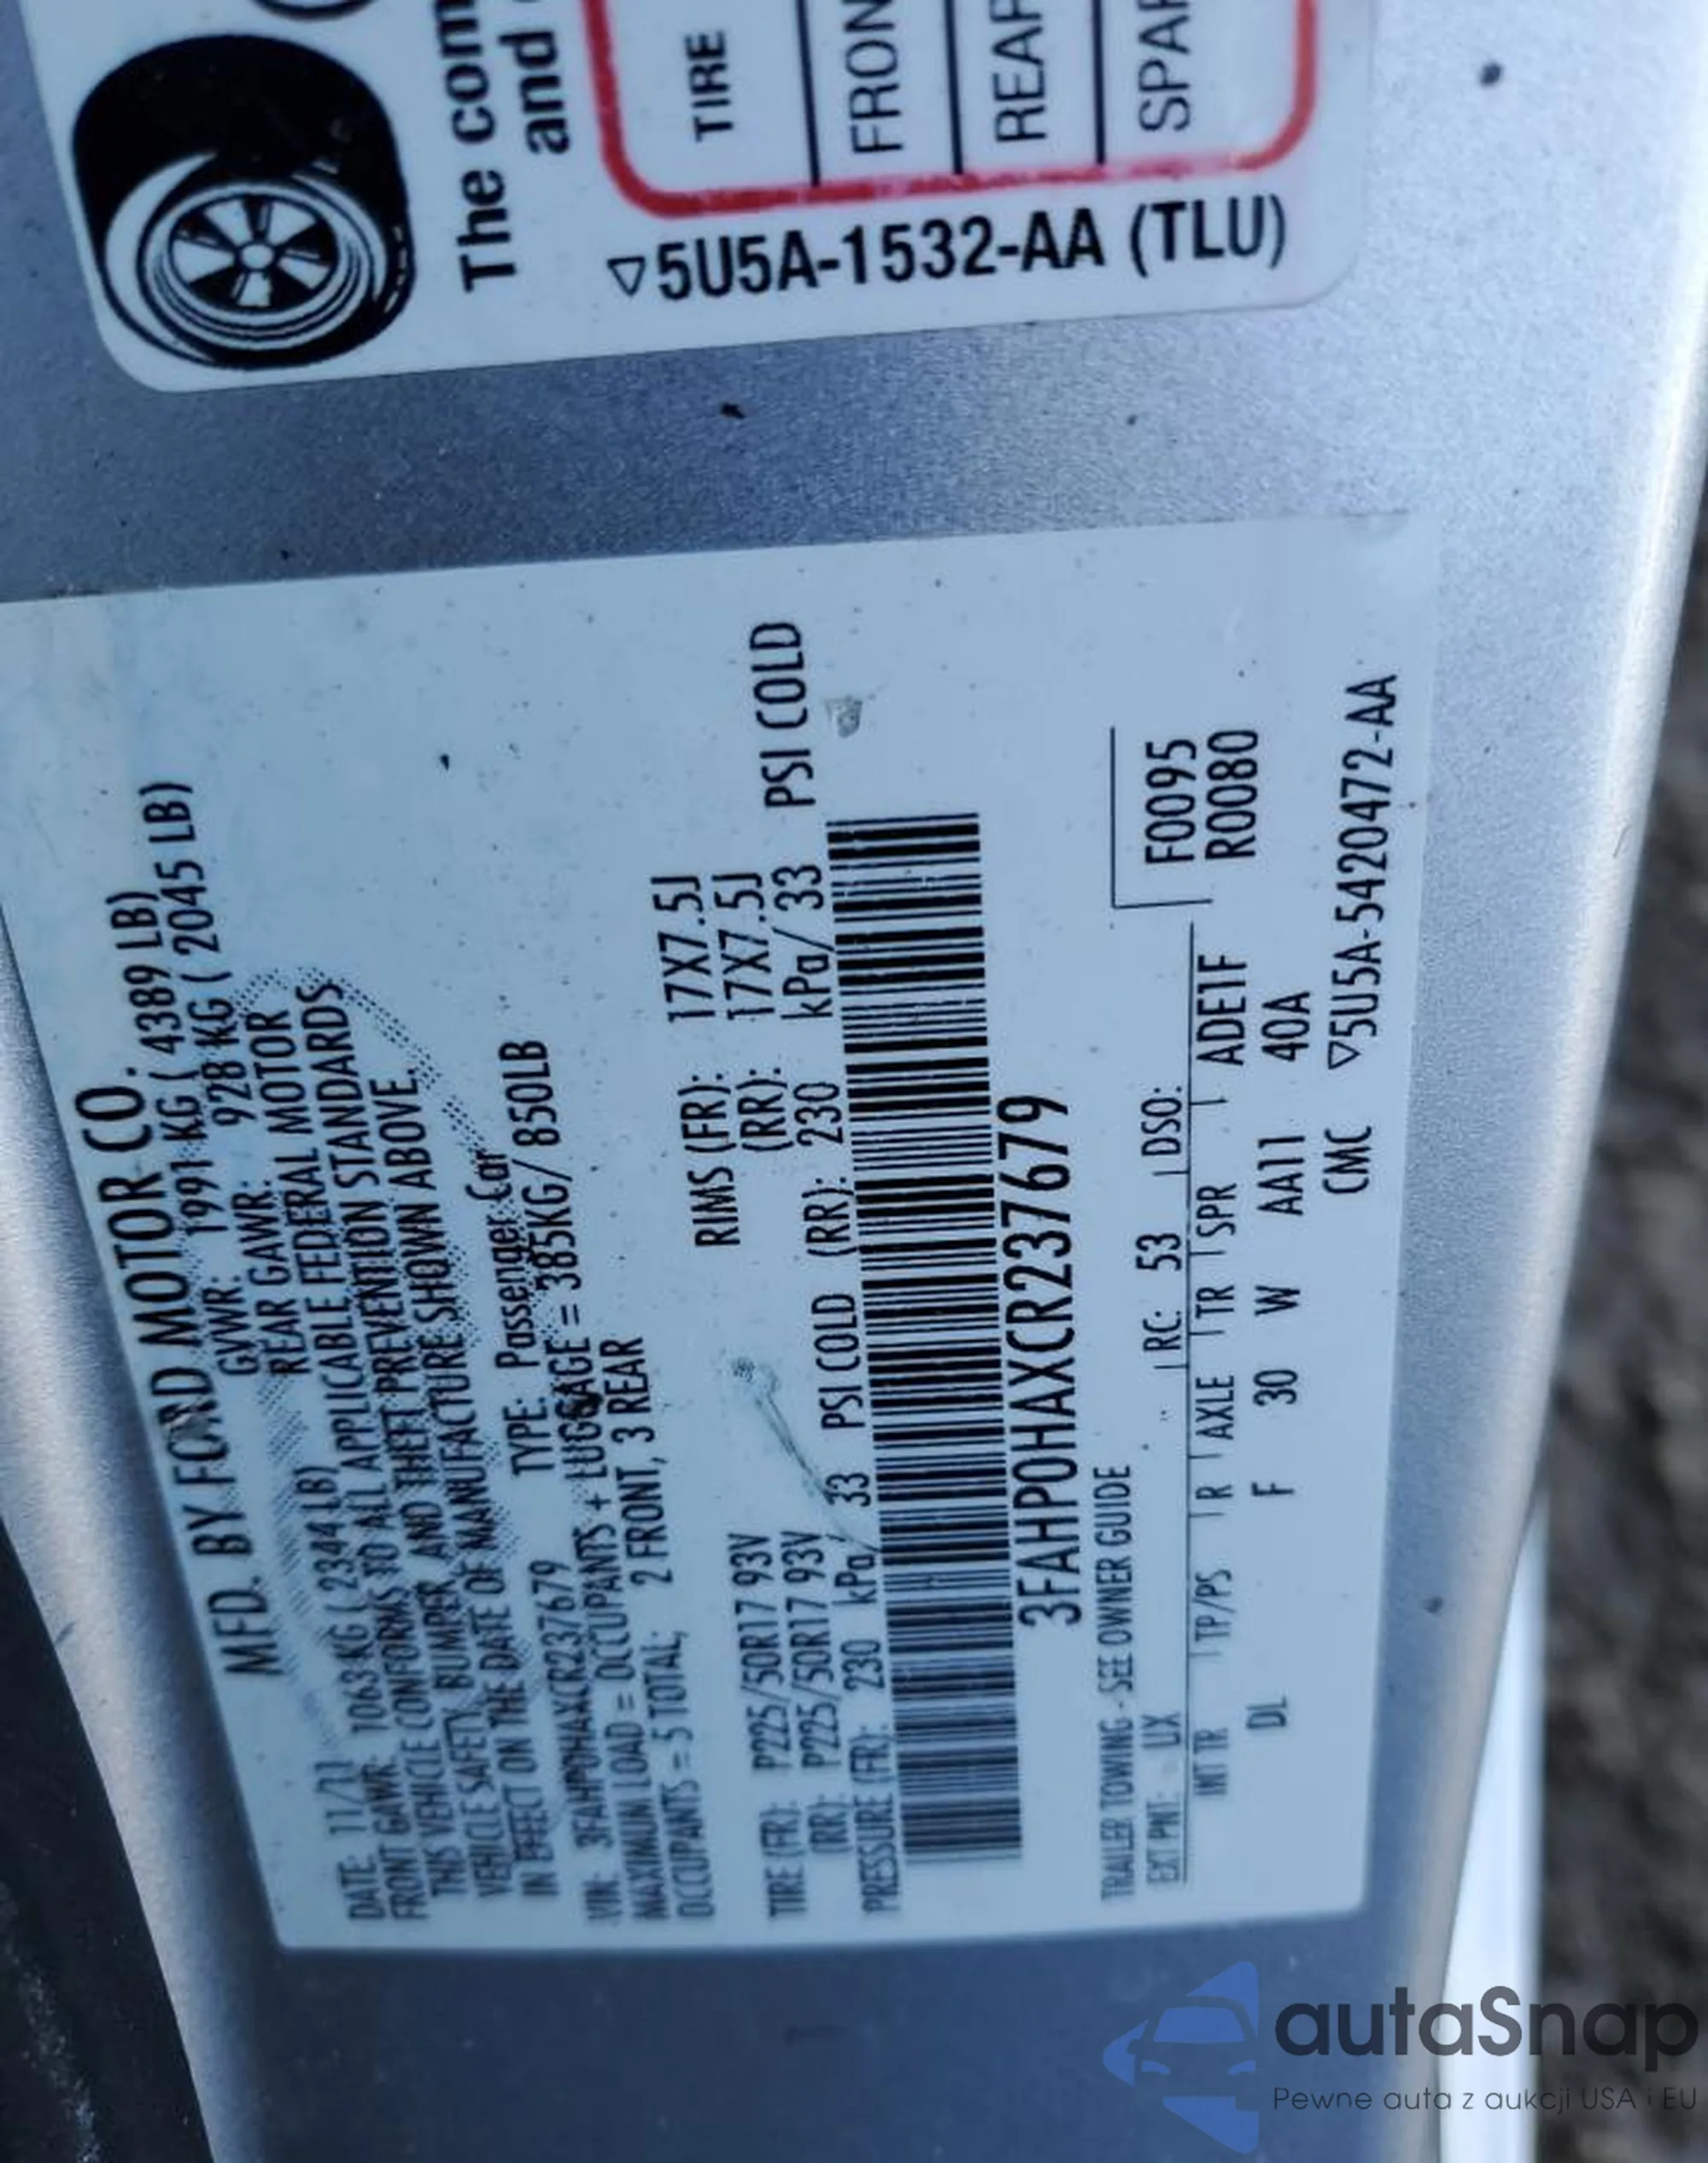 The com
and
TIRE
FRON
REAR
SPAR
▽5U5A-1532-AA (TLU)
MFD. BY FORD MOTOR CO.
DATE: 11/11 GVWR: 1991 KG ( 4389 LB)
FRONT GAWR: 1063 KG ( 2344 LB) REAR GAWR: 928 KG ( 2045 LB)
THIS VEHICLE CONFORMS TO ALL APPLICABLE FEDERAL MOTOR
VEHICLE SAFETY, BUMPER, AND THEFT PREVENTION STANDARDS
IN EFFECT ON THE DATE OF MANUFACTURE SHOWN ABOVE.
VIN: 3FAHP0HAXCR237679 TYPE: Passenger Car
MAXIMUN LOAD = OCCUPANTS + LUGGAGE = 385KG/ 850LB
OCCUPANTS = 5 TOTAL; 2 FRONT, 3 REAR
TIRE (FR): P225/50R17 93V RIMS (FR): 17X7.5J
(RR): P225/50R17 93V (RR): 17X7.5J
PRESSURE (FR): 230 kPa/ 33 PSI COLD (RR): 230 kPa/ 33 PSI COLD
3FAHP0HAXCR237679
TRAILER TOWING - SEE OWNER GUIDE
EXT PNT: UX RC: 53 DSO: F0095
INT TR TP/PS R AXLE TR SPR ADE1F R0080
DL F 30 W AA11 40A
CMC ▽5U5A-5420472-AA
autaSnap
Pewne auta z aukcji USA i EU